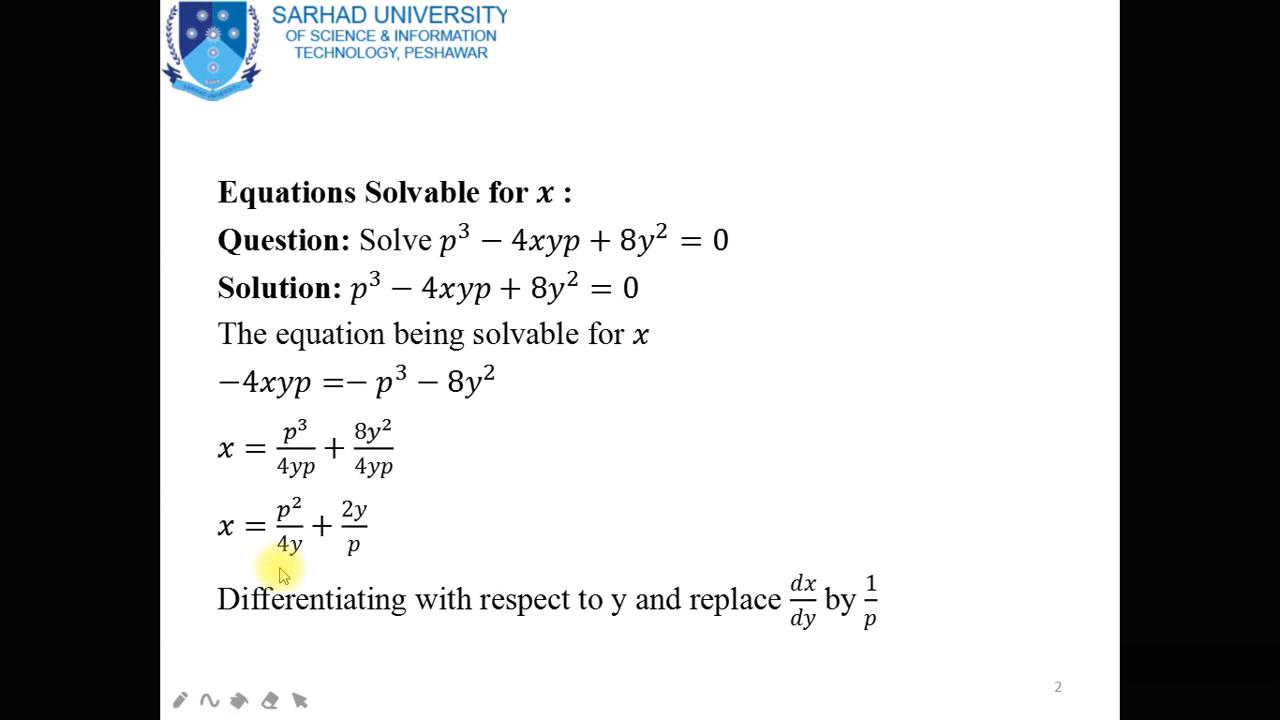 SARHAD UNIVERSITY
OF SCIENCE & INFORMATION
TECHNOLOGY, PESHAWAR
Equations Solvable for x :
Question: Solve p³ − 4xyp + 8y² = 0
Solution: p³ − 4xyp + 8y² = 0
The equation being solvable for x
−4xyp =− p³ − 8y²
x = p³/4yp + 8y²/4yp
x = p²/4y + 2y/p
Differentiating with respect to y and replace dx/dy by 1/p
2